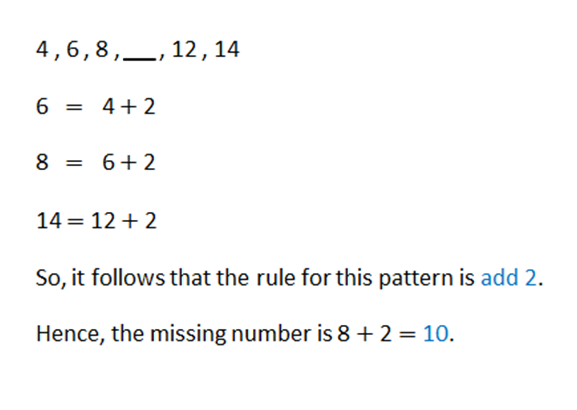 4 , 6 , 8 , ___ , 12 , 14
6 = 4 + 2
8 = 6 + 2
14 = 12 + 2
So, it follows that the rule for this pattern is add 2.
Hence, the missing number is 8 + 2 = 10.